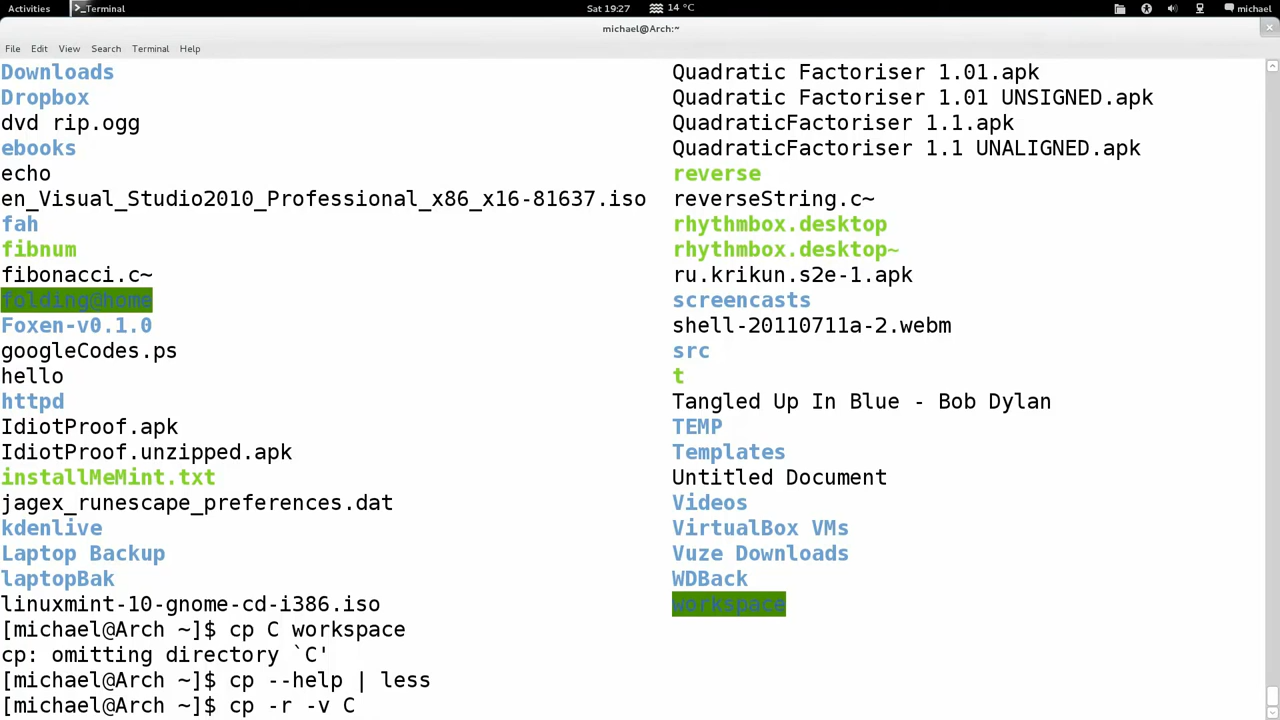 Activities Terminal Sat 19:27 14 °C michael
michael@Arch:~
File Edit View Search Terminal Help
Downloads Quadratic Factoriser 1.01.apk
Dropbox Quadratic Factoriser 1.01 UNSIGNED.apk
dvd rip.ogg QuadraticFactoriser 1.1.apk
ebooks QuadraticFactoriser 1.1 UNALIGNED.apk
echo reverse
en_Visual_Studio2010_Professional_x86_x16-81637.iso reverseString.c~
fah rhythmbox.desktop
fibnum rhythmbox.desktop~
fibonacci.c~ ru.krikun.s2e-1.apk
folding@home screencasts
Foxen-v0.1.0 shell-20110711a-2.webm
googleCodes.ps src
hello t
httpd Tangled Up In Blue - Bob Dylan
IdiotProof.apk TEMP
IdiotProof.unzipped.apk Templates
installMeMint.txt Untitled Document
jagex_runescape_preferences.dat Videos
kdenlive VirtualBox VMs
Laptop Backup Vuze Downloads
laptopBak WDBack
linuxmint-10-gnome-cd-i386.iso workspace
[michael@Arch ~]$ cp C workspace
cp: omitting directory `C'
[michael@Arch ~]$ cp --help | less
[michael@Arch ~]$ cp -r -v C